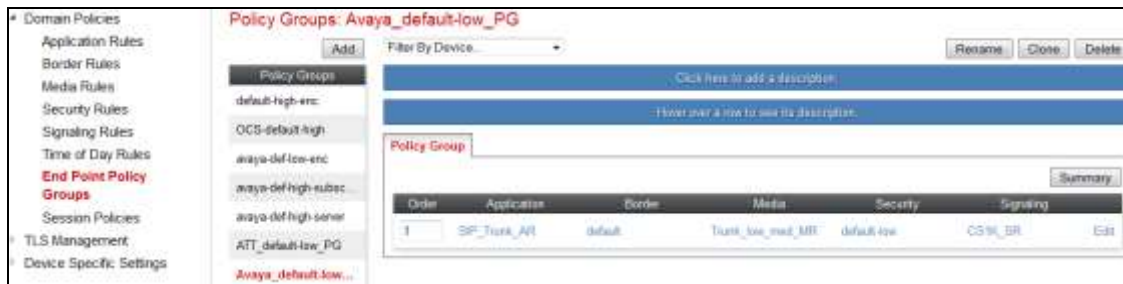 Domain Policies
Application Rules
Border Rules
Media Rules
Security Rules
Signaling Rules
Time of Day Rules
End Point Policy
Groups
Session Policies
TLS Management
Device Specific Settings
Policy Groups: Avaya_default-low_PG
Add
Filter By Device...
Rename
Clone
Delete
Policy Groups
default-high-enc
OCS-default-high
avaya-def-low-enc
avaya-def-high-subsc...
avaya-def-high-server
ATT_default-low_PG
Avaya_default-low...
Click here to add a description.
Hover over a row to see its description.
Policy Group
Summary
Order Application Border Media Security Signaling
1 SIP_Trunk_AR default Trunk_low_med_MR default-low CS1K_SR Edit